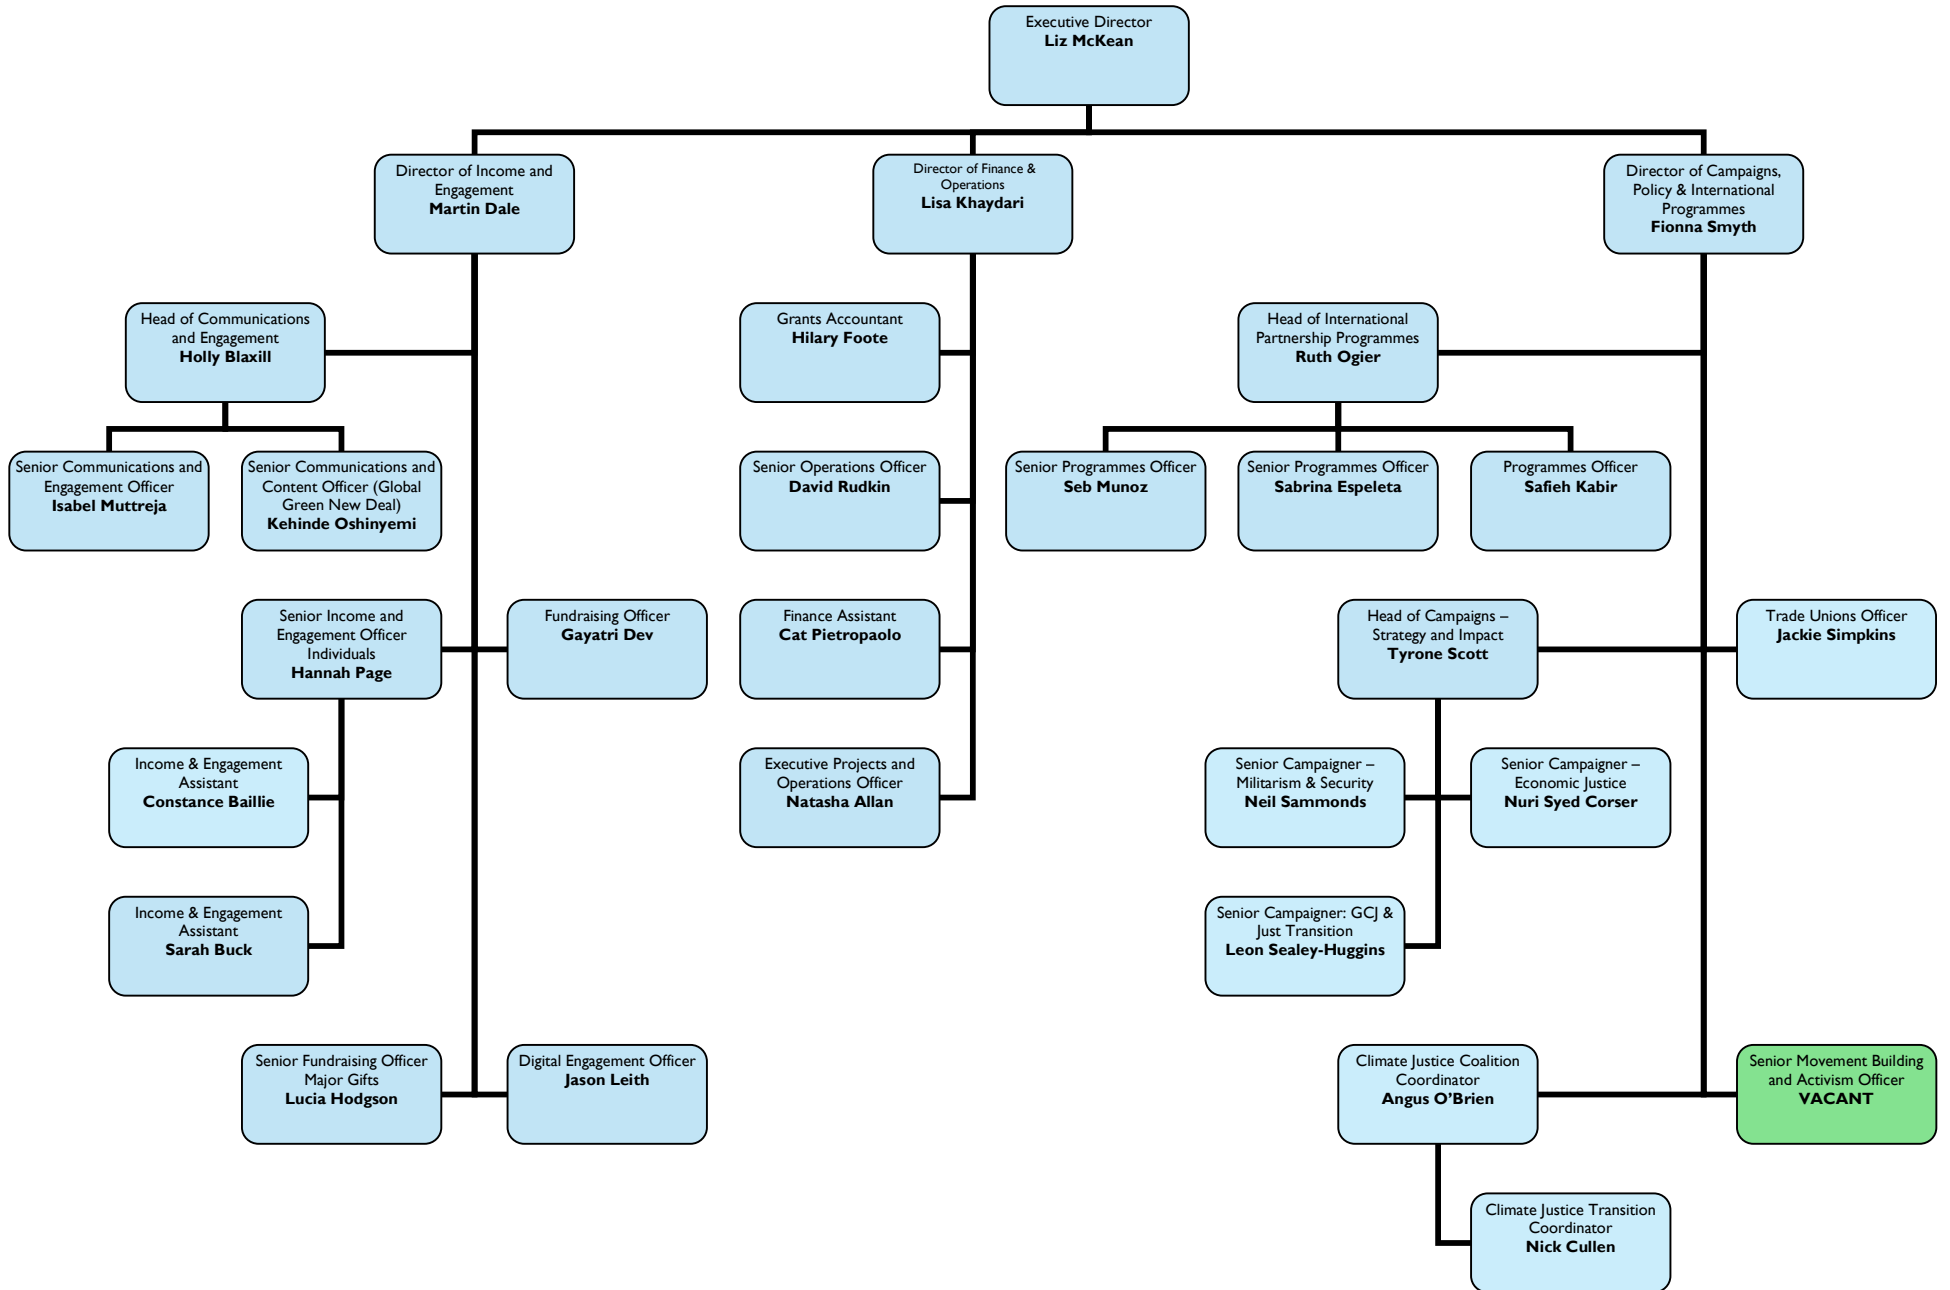 Executive Director
Liz McKean
Director of Income and
Engagement
Martin Dale
Director of Finance &
Operations
Lisa Khaydari
Director of Campaigns,
Policy & International
Programmes
Fionna Smyth
Head of Communications
and Engagement
Holly Blaxill
Grants Accountant
Hilary Foote
Head of International
Partnership Programmes
Ruth Ogier
Senior Communications and
Engagement Officer
Isabel Muttreja
Senior Communications and
Content Officer (Global
Green New Deal)
Kehinde Oshinyemi
Senior Operations Officer
David Rudkin
Senior Programmes Officer
Seb Munoz
Senior Programmes Officer
Sabrina Espeleta
Programmes Officer
Safieh Kabir
Senior Income and
Engagement Officer
Individuals
Hannah Page
Fundraising Officer
Gayatri Dev
Finance Assistant
Cat Pietropaolo
Head of Campaigns –
Strategy and Impact
Tyrone Scott
Trade Unions Officer
Jackie Simpkins
Income & Engagement
Assistant
Constance Baillie
Executive Projects and
Operations Officer
Natasha Allan
Senior Campaigner –
Militarism & Security
Neil Sammonds
Senior Campaigner –
Economic Justice
Nuri Syed Corser
Income & Engagement
Assistant
Sarah Buck
Senior Campaigner: GCJ &
Just Transition
Leon Sealey-Huggins
Senior Fundraising Officer
Major Gifts
Lucia Hodgson
Digital Engagement Officer
Jason Leith
Climate Justice Coalition
Coordinator
Angus O’Brien
Senior Movement Building
and Activism Officer
VACANT
Climate Justice Transition
Coordinator
Nick Cullen